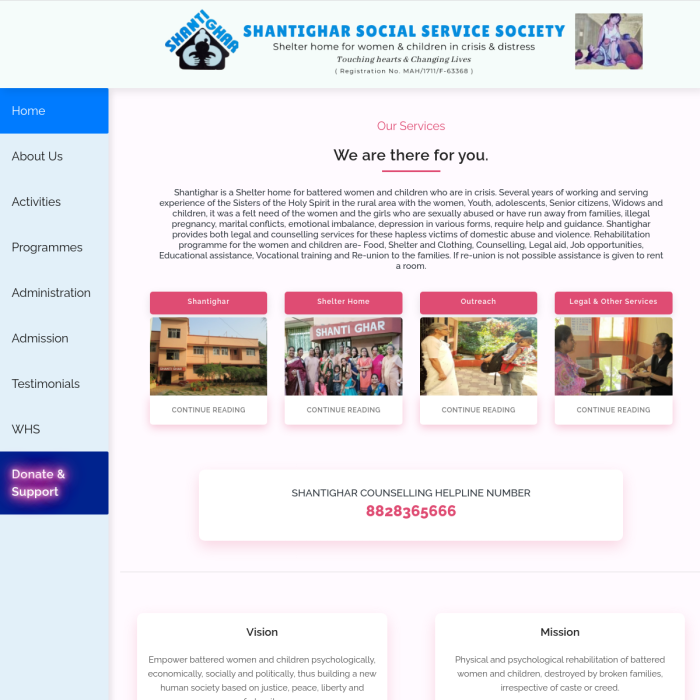 SHANTI GHAR
SHANTIGHAR SOCIAL SERVICE SOCIETY
Shelter home for women & children in crisis & distress
Touching hearts & Changing Lives
( Registration No. MAH/1711/F-63368 )
Home
About Us
Activities
Programmes
Administration
Admission
Testimonials
WHS
Donate &
Support
Our Services
We are there for you.
Shantighar is a Shelter home for battered women and children who are in crisis. Several years of working and serving
experience of the Sisters of the Holy Spirit in the rural area with the women, Youth, adolescents, Senior citizens, Widows and
children, it was a felt need of the women and the girls who are sexually abused or have run away from families, illegal
pregnancy, marital conflicts, emotional imbalance, depression in various forms, require help and guidance. Shantighar
provides both legal and counselling services for these hapless victims of domestic abuse and violence. Rehabilitation
programme for the women and children are- Food, Shelter and Clothing, Counselling, Legal aid, Job opportunities,
Educational assistance, Vocational training and Re-union to the families. If re-union is not possible assistance is given to rent
a room.
Shantighar
Shelter Home
Outreach
Legal & Other Services
SHANTI GHAR
CONTINUE READING
CONTINUE READING
CONTINUE READING
CONTINUE READING
SHANTIGHAR COUNSELLING HELPLINE NUMBER
8828365666
Vision
Empower battered women and children psychologically,
economically, socially and politically, thus building a new
human society based on justice, peace, liberty and
Mission
Physical and psychological rehabilitation of battered
women and children, destroyed by broken families,
irrespective of caste or creed.